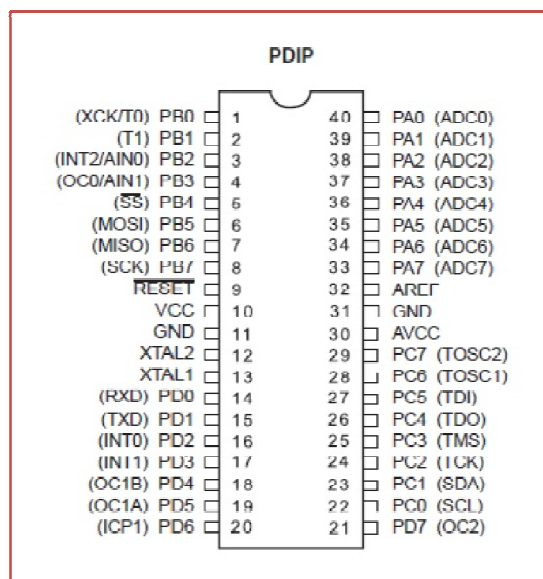 PDIP
(XCK/T0) PB0 1 40 PA0 (ADC0)
(T1) PB1 2 39 PA1 (ADC1)
(INT2/AIN0) PB2 3 38 PA2 (ADC2)
(OC0/AIN1) PB3 4 37 PA3 (ADC3)
(SS) PB4 5 36 PA4 (ADC4)
(MOSI) PB5 6 35 PA5 (ADC5)
(MISO) PB6 7 34 PA6 (ADC6)
(SCK) PB7 8 33 PA7 (ADC7)
RESET 9 32 AREF
VCC 10 31 GND
GND 11 30 AVCC
XTAL2 12 29 PC7 (TOSC2)
XTAL1 13 28 PC6 (TOSC1)
(RXD) PD0 14 27 PC5 (TDI)
(TXD) PD1 15 26 PC4 (TDO)
(INT0) PD2 16 25 PC3 (TMS)
(INT1) PD3 17 24 PC2 (TCK)
(OC1B) PD4 18 23 PC1 (SDA)
(OC1A) PD5 19 22 PC0 (SCL)
(ICP1) PD6 20 21 PD7 (OC2)